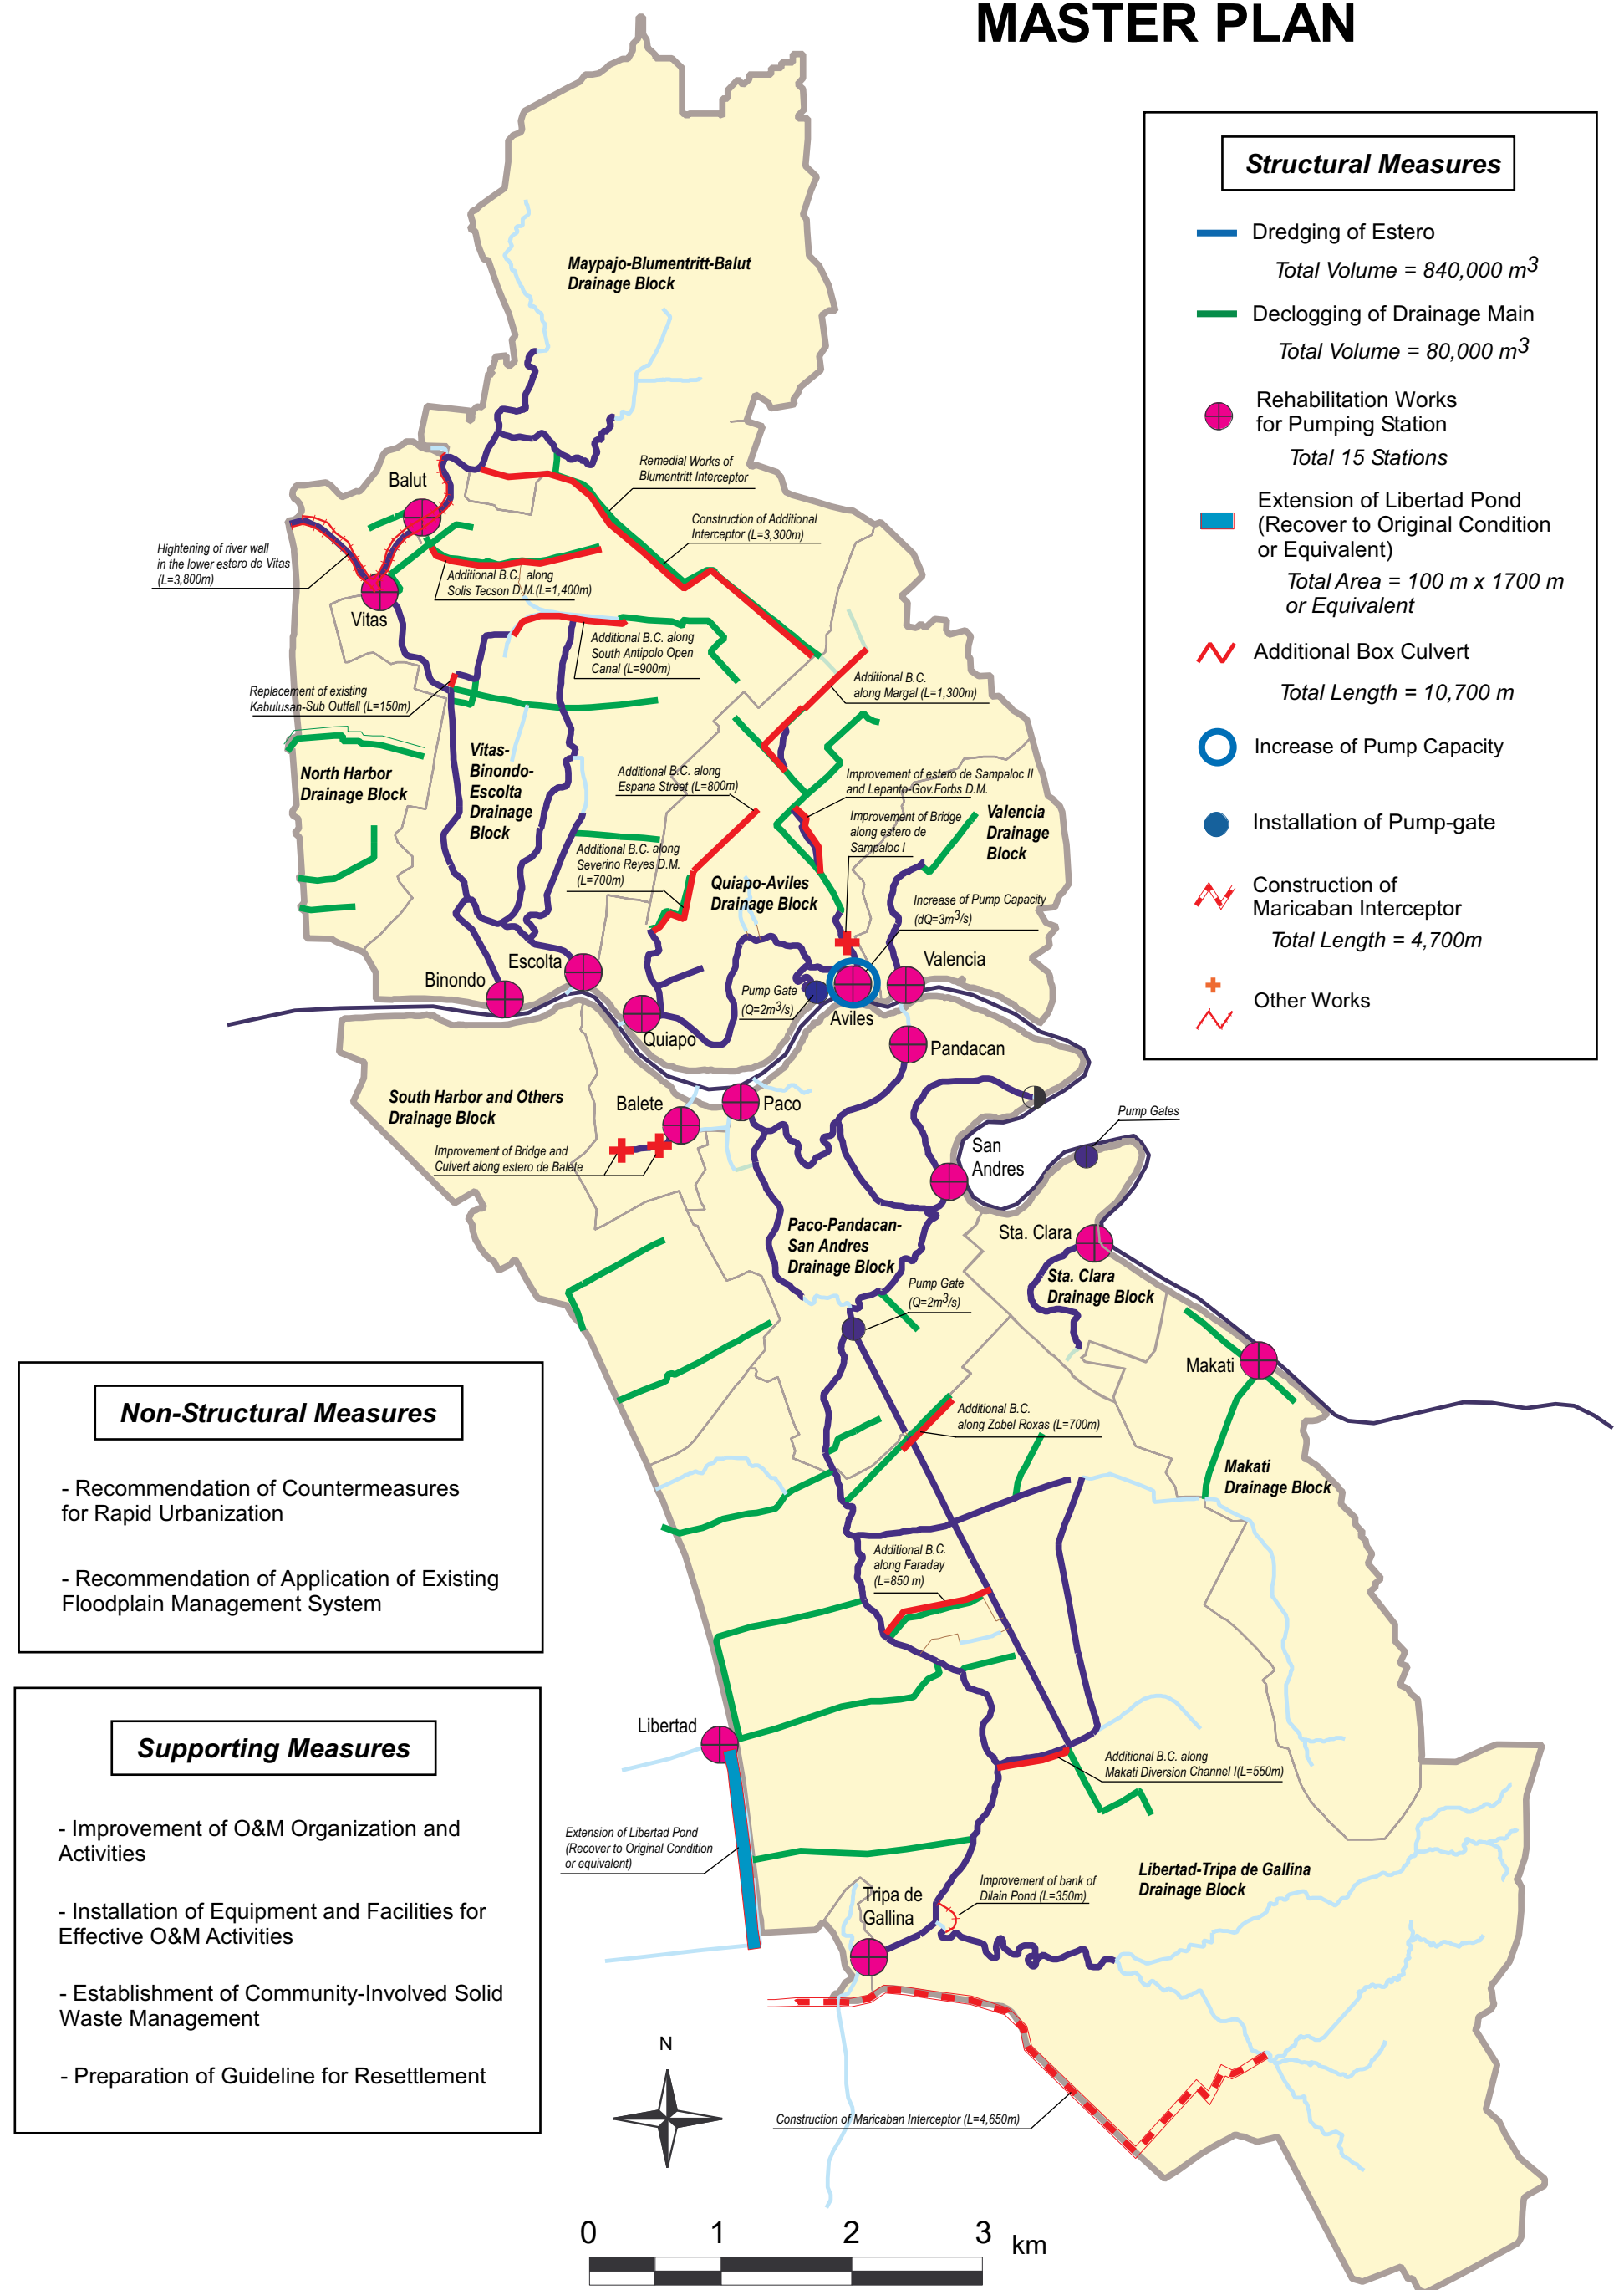 MASTER PLAN
Structural Measures
Dredging of Estero
Total Volume = 840,000 m3
Declogging of Drainage Main
Total Volume = 80,000 m3
Rehabilitation Works
for Pumping Station
Total 15 Stations
Extension of Libertad Pond
(Recover to Original Condition
or Equivalent)
Total Area = 100 m x 1700 m
or Equivalent
Additional Box Culvert
Total Length = 10,700 m
Increase of Pump Capacity
Installation of Pump-gate
Construction of
Maricaban Interceptor
Total Length = 4,700m
Other Works
Maypajo-Blumentritt-Balut
Drainage Block
Remedial Works of
Blumentritt Interceptor
Balut
Construction of Additional
Interceptor (L=3,300m)
Hightening of river wall
in the lower estero de Vitas
(L=3,800m)
Additional B.C. along
Solis Tecson D.M.(L=1,400m)
Vitas
Additional B.C. along
South Antipolo Open
Canal (L=900m)
Additional B.C.
along Margal (L=1,300m)
Replacement of existing
Kabulusan-Sub Outfall (L=150m)
North Harbor
Drainage Block
Vitas-
Binondo-
Escolta
Drainage
Block
Additional B.C. along
Espana Street (L=800m)
Improvement of estero de Sampaloc II
and Lepanto-Gov.Forbs D.M.
Improvement of Bridge
along estero de
Sampaloc I
Valencia
Drainage
Block
Additional B.C. along
Severino Reyes D.M.
(L=700m)
Quiapo-Aviles
Drainage Block
Increase of Pump Capacity
(dQ=3m3/s)
Escolta
Binondo
Valencia
Pump Gate
(Q=2m3/s)
Aviles
Quiapo
Pandacan
South Harbor and Others
Drainage Block
Balete
Paco
Pump Gates
Improvement of Bridge and
Culvert along estero de Balete
San
Andres
Paco-Pandacan-
San Andres
Drainage Block
Sta. Clara
Sta. Clara
Drainage Block
Pump Gate
(Q=2m3/s)
Makati
Additional B.C.
along Zobel Roxas (L=700m)
Makati
Drainage Block
Additional B.C.
along Faraday
(L=850 m)
Libertad
Additional B.C. along
Makati Diversion Channel I(L=550m)
Extension of Libertad Pond
(Recover to Original Condition
or equivalent)
Libertad-Tripa de Gallina
Drainage Block
Tripa de
Gallina
Improvement of bank of
Dilain Pond (L=350m)
Construction of Maricaban Interceptor (L=4,650m)
Non-Structural Measures
- Recommendation of Countermeasures
for Rapid Urbanization
- Recommendation of Application of Existing
Floodplain Management System
Supporting Measures
- Improvement of O&M Organization and
Activities
- Installation of Equipment and Facilities for
Effective O&M Activities
- Establishment of Community-Involved Solid
Waste Management
- Preparation of Guideline for Resettlement
N
0 1 2 3 km